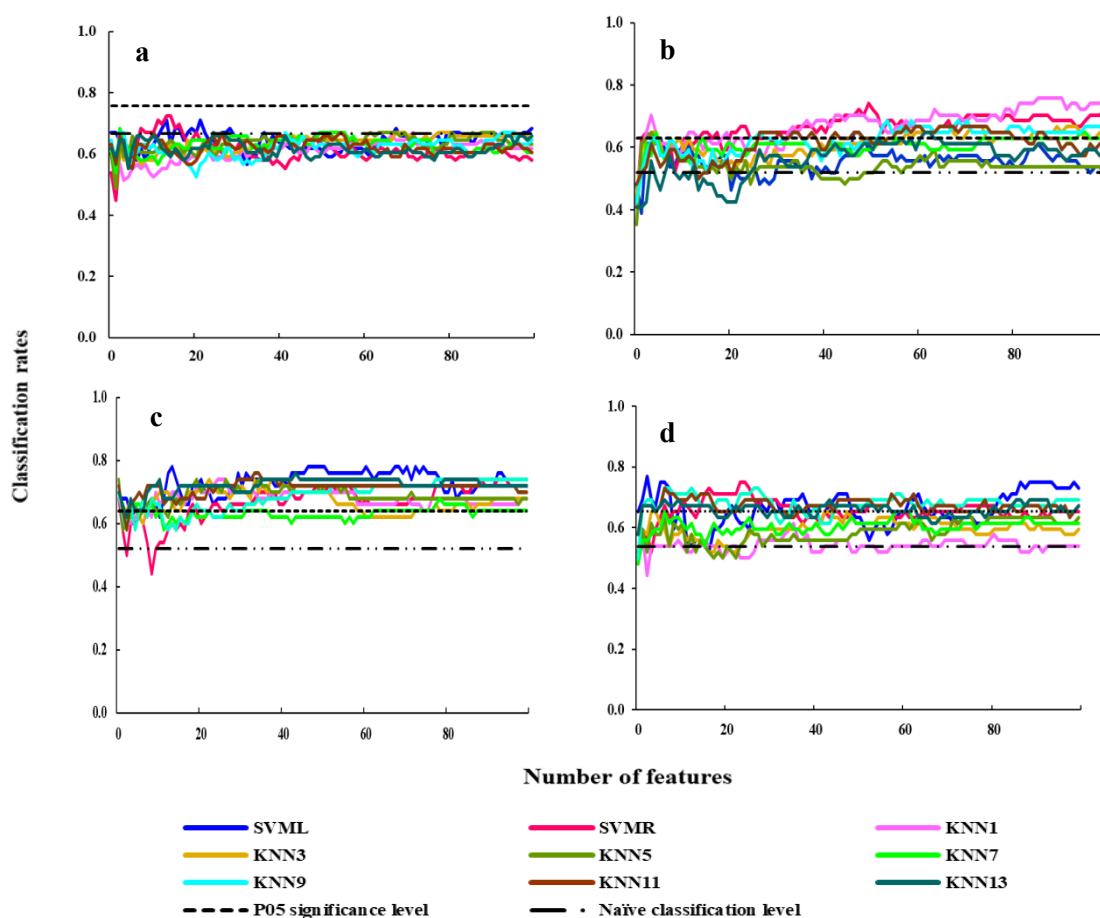 a
1.0
0.8
0.6
0.4
0.2
0.0
0 20 40 60 80
b
1.0
0.8
0.6
0.4
0.2
0.0
0 20 40 60 80
Classification rates
c
1.0
0.8
0.6
0.4
0.2
0.0
0 20 40 60 80
d
1.0
0.8
0.6
0.4
0.2
0.0
0 20 40 60 80
Number of features
SVML SVMR KNN1
KNN3 KNN5 KNN7
KNN9 KNN11 KNN13
P05 significance level Naïve classification level